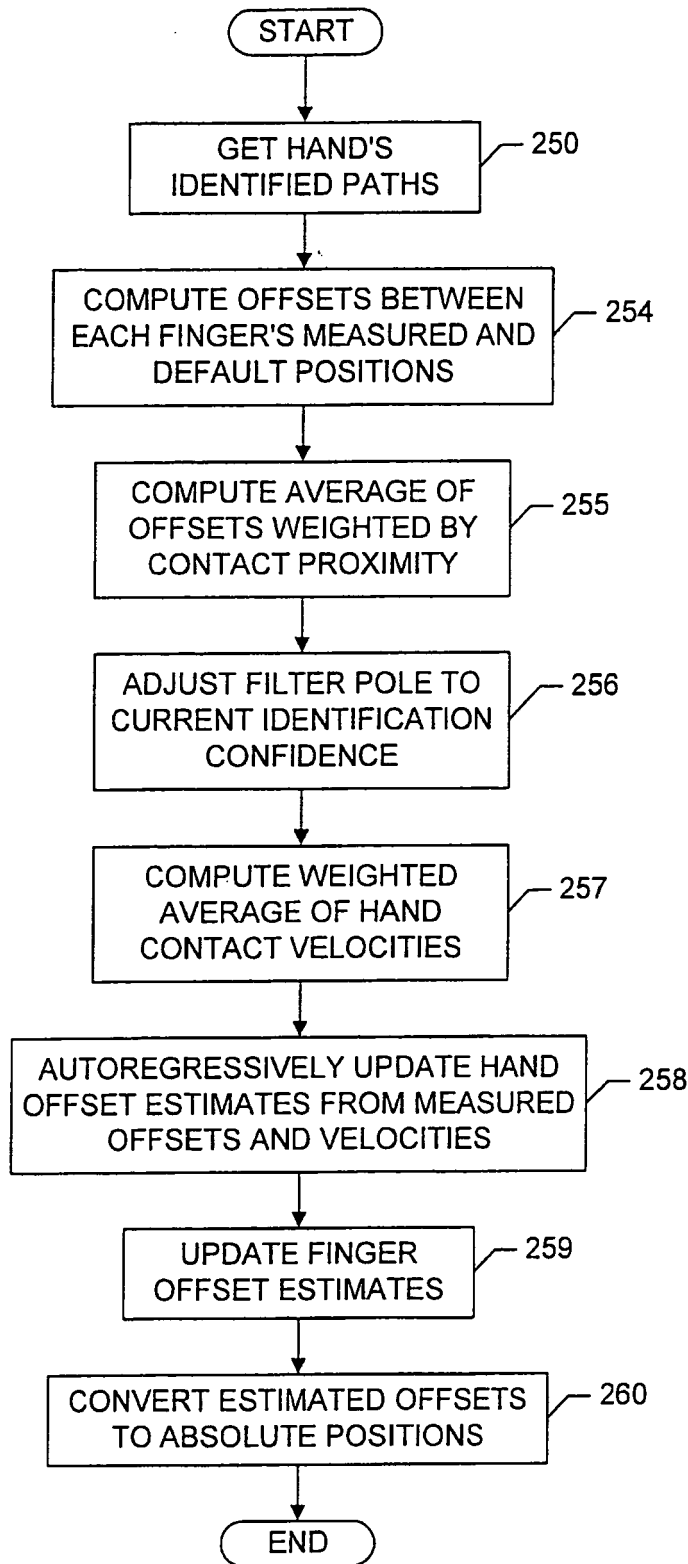 START
GET HAND'S
IDENTIFIED PATHS
250
COMPUTE OFFSETS BETWEEN
EACH FINGER'S MEASURED AND
DEFAULT POSITIONS
254
COMPUTE AVERAGE OF
OFFSETS WEIGHTED BY
CONTACT PROXIMITY
255
ADJUST FILTER POLE TO
CURRENT IDENTIFICATION
CONFIDENCE
256
COMPUTE WEIGHTED
AVERAGE OF HAND
CONTACT VELOCITIES
257
AUTOREGRESSIVELY UPDATE HAND
OFFSET ESTIMATES FROM MEASURED
OFFSETS AND VELOCITIES
258
UPDATE FINGER
OFFSET ESTIMATES
259
CONVERT ESTIMATED OFFSETS
TO ABSOLUTE POSITIONS
260
END